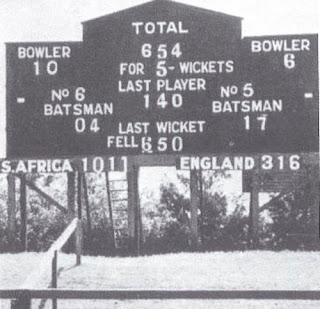 TOTAL
654
FOR 5- WICKETS
BOWLER
10
BOWLER
6
LAST PLAYER
140
No 6
BATSMAN
04
No 5
BATSMAN
17
LAST WICKET
FELL 650
S.AFRICA 1011 ENGLAND 316